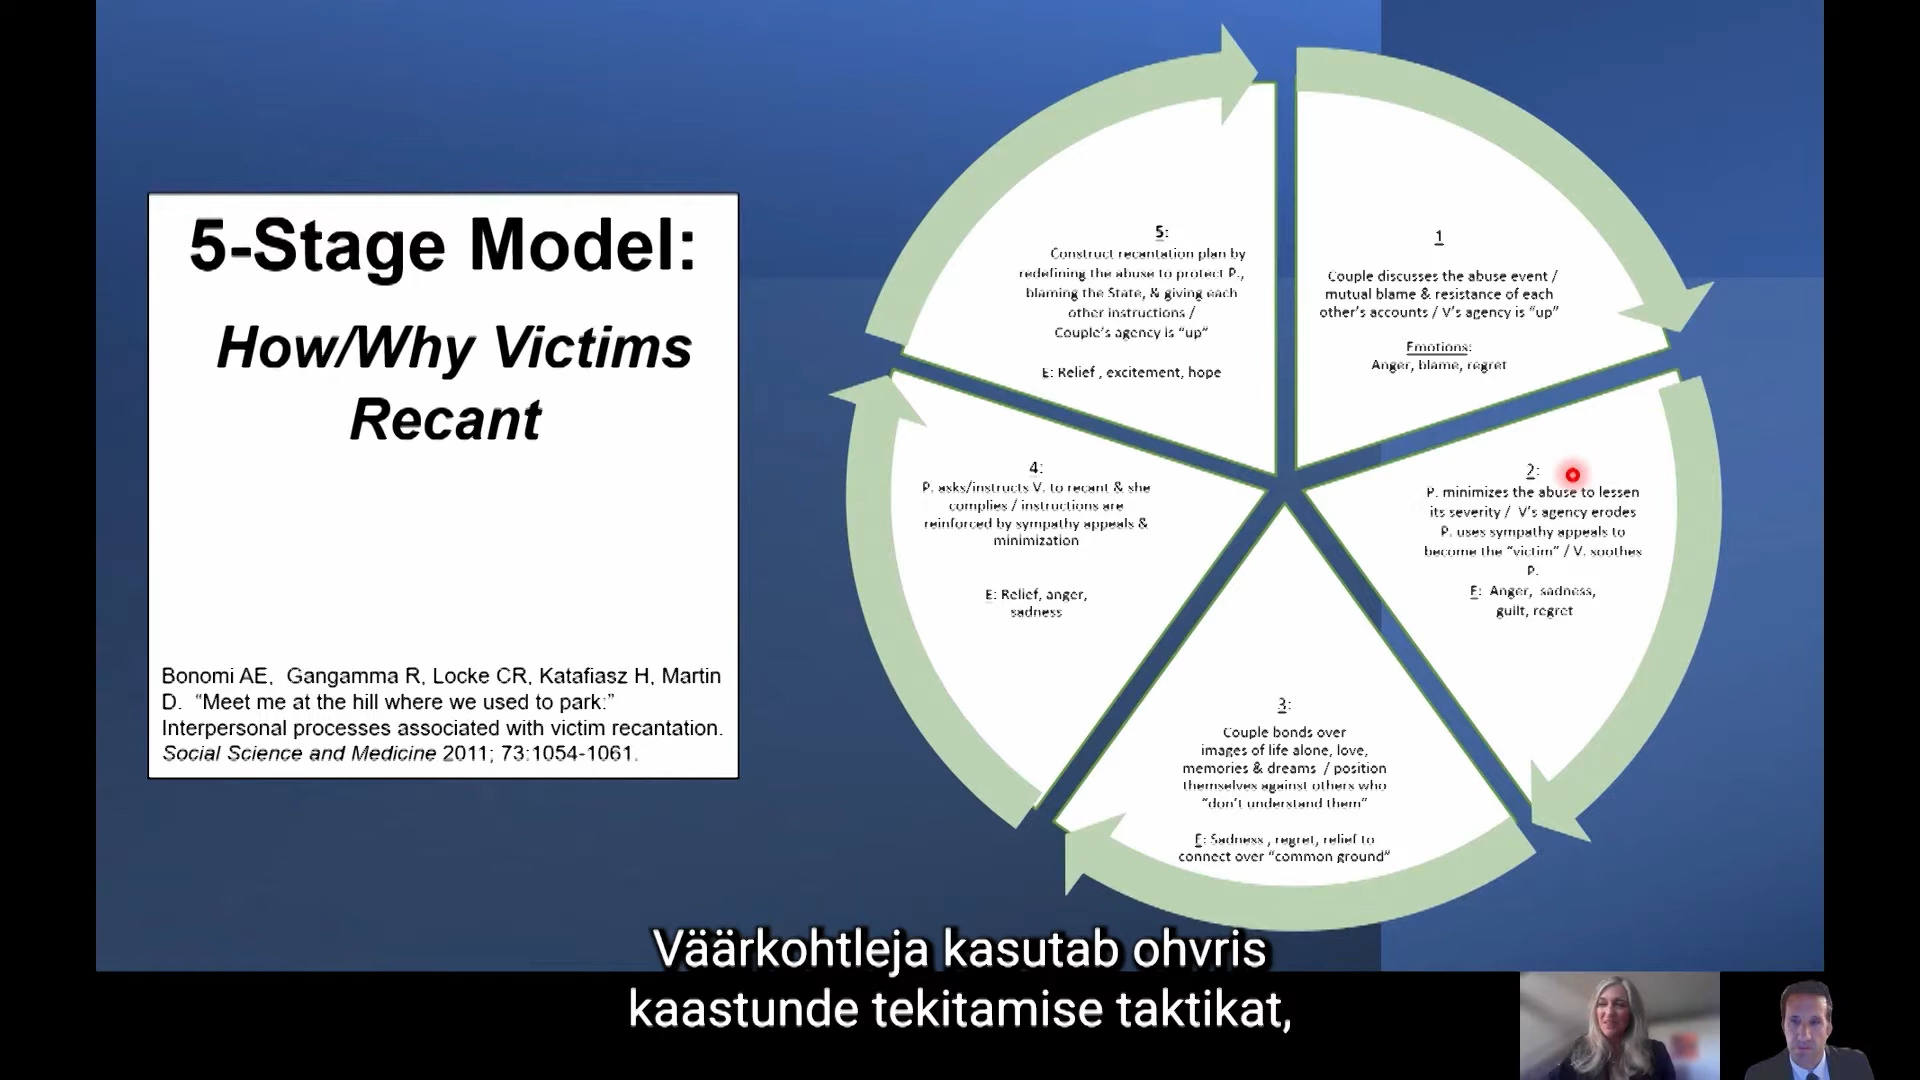 5-Stage Model:
How/Why Victims
Recant
Bonomi AE, Gangamma R, Locke CR, Katafiasz H, Martin
D. “Meet me at the hill where we used to park:”
Interpersonal processes associated with victim recantation.
Social Science and Medicine 2011; 73:1054-1061.
1
Couple discusses the abuse event /
mutual blame & resistance of each
other’s accounts / V’s agency is “up”
Emotions:
Anger, blame, regret
2:
P. minimizes the abuse to lessen
its severity / V’s agency erodes
P. uses sympathy appeals to
become the “victim” / V. soothes
P.
E: Anger, sadness,
guilt, regret
3:
Couple bonds over
images of life alone, love,
memories & dreams / position
themselves against others who
“don’t understand them”
E: Sadness , regret, relief to
connect over “common ground”
4:
P. asks/instructs V. to recant & she
complies / instructions are
reinforced by sympathy appeals &
minimization
E: Relief, anger,
sadness
5:
Construct recantation plan by
redefining the abuse to protect P.,
blaming the State, & giving each
other instructions /
Couple’s agency is “up”
E: Relief , excitement, hope
Väärkohtleja kasutab ohvris
kaastunde tekitamise taktikat,